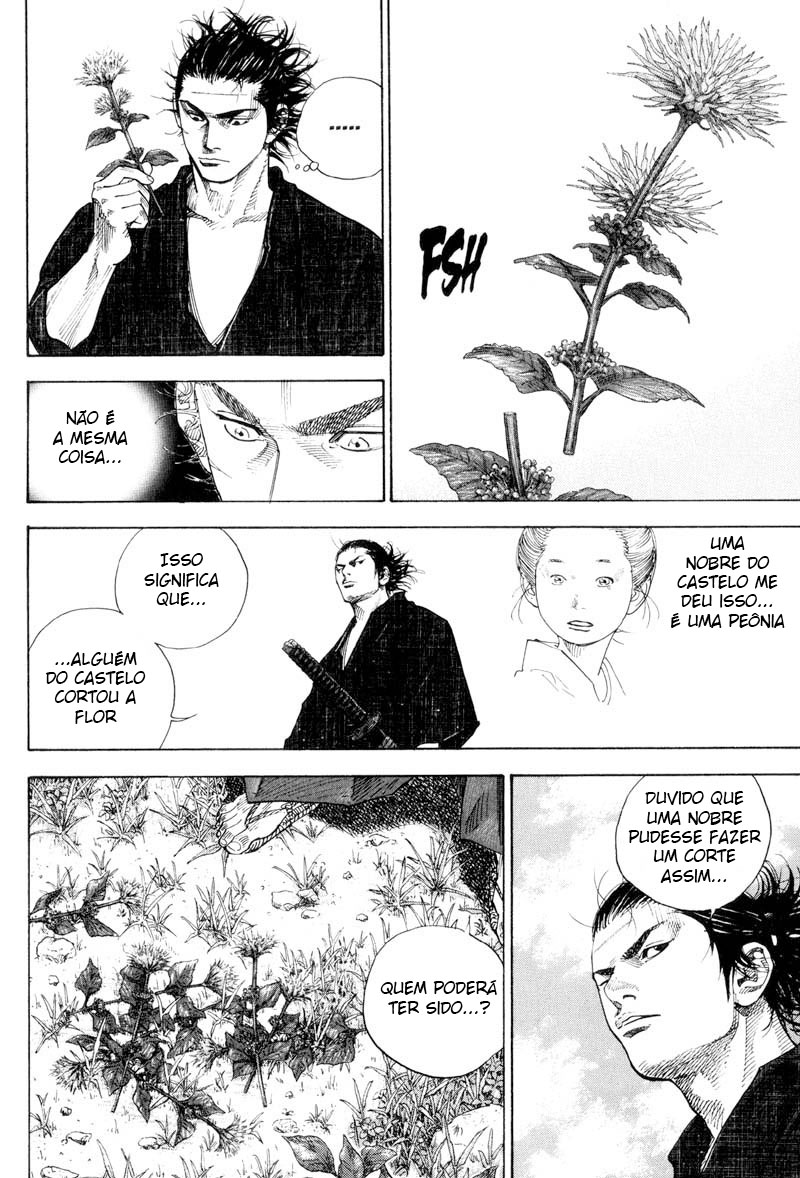 FSH
.....
NÃO É
A MESMA
COISA...
UMA
NOBRE DO
CASTELO ME
DEU ISSO...
É UMA PEÔNIA
ISSO
SIGNIFICA
QUE...
...ALGUÉM
DO CASTELO
CORTOU A
FLOR
DUVIDO QUE
UMA NOBRE
PUDESSE FAZER
UM CORTE
ASSIM...
QUEM PODERÁ
TER SIDO...?